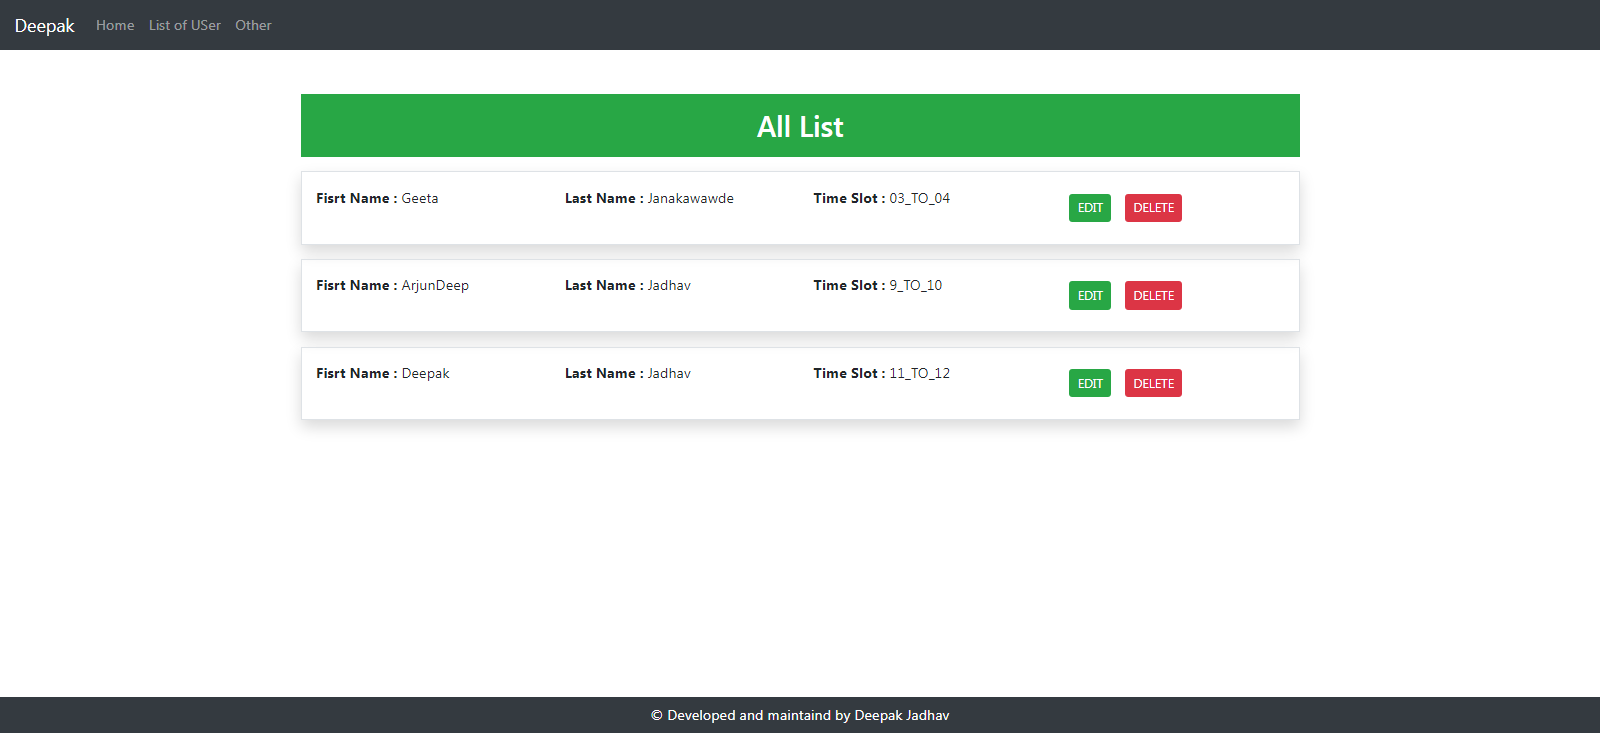 Deepak Home List of USer Other
All List
Fisrt Name : Geeta Last Name : Janakawawde Time Slot : 03_TO_04 EDIT DELETE
Fisrt Name : ArjunDeep Last Name : Jadhav Time Slot : 9_TO_10 EDIT DELETE
Fisrt Name : Deepak Last Name : Jadhav Time Slot : 11_TO_12 EDIT DELETE
© Developed and maintaind by Deepak Jadhav